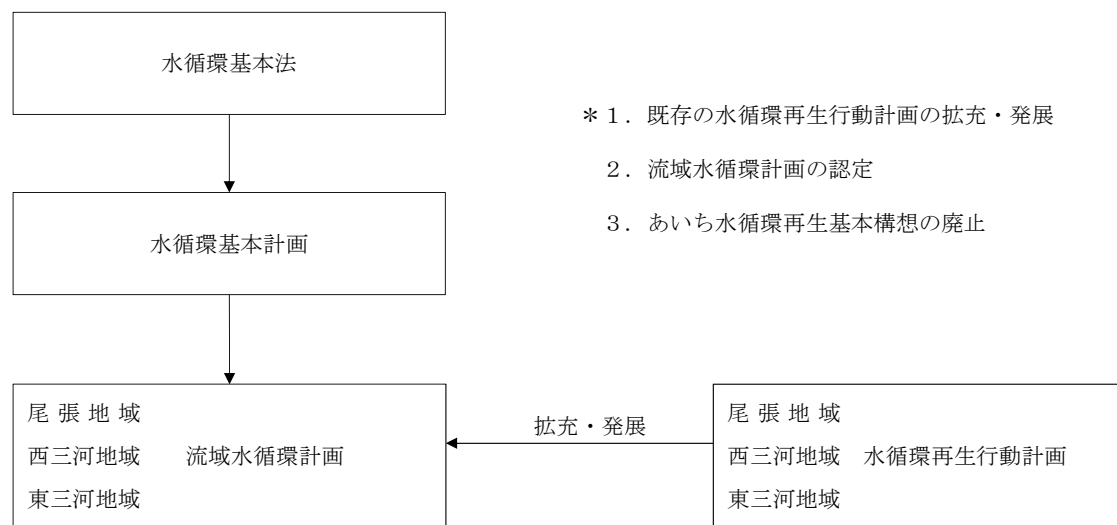 水循環基本法
＊１．既存の水循環再生行動計画の拡充・発展
２．流域水循環計画の認定
３．あいち水循環再生基本構想の廃止
水循環基本計画
尾 張 地 域
西三河地域 流域水循環計画
東三河地域
拡充・発展
尾 張 地 域
西三河地域 水循環再生行動計画
東三河地域